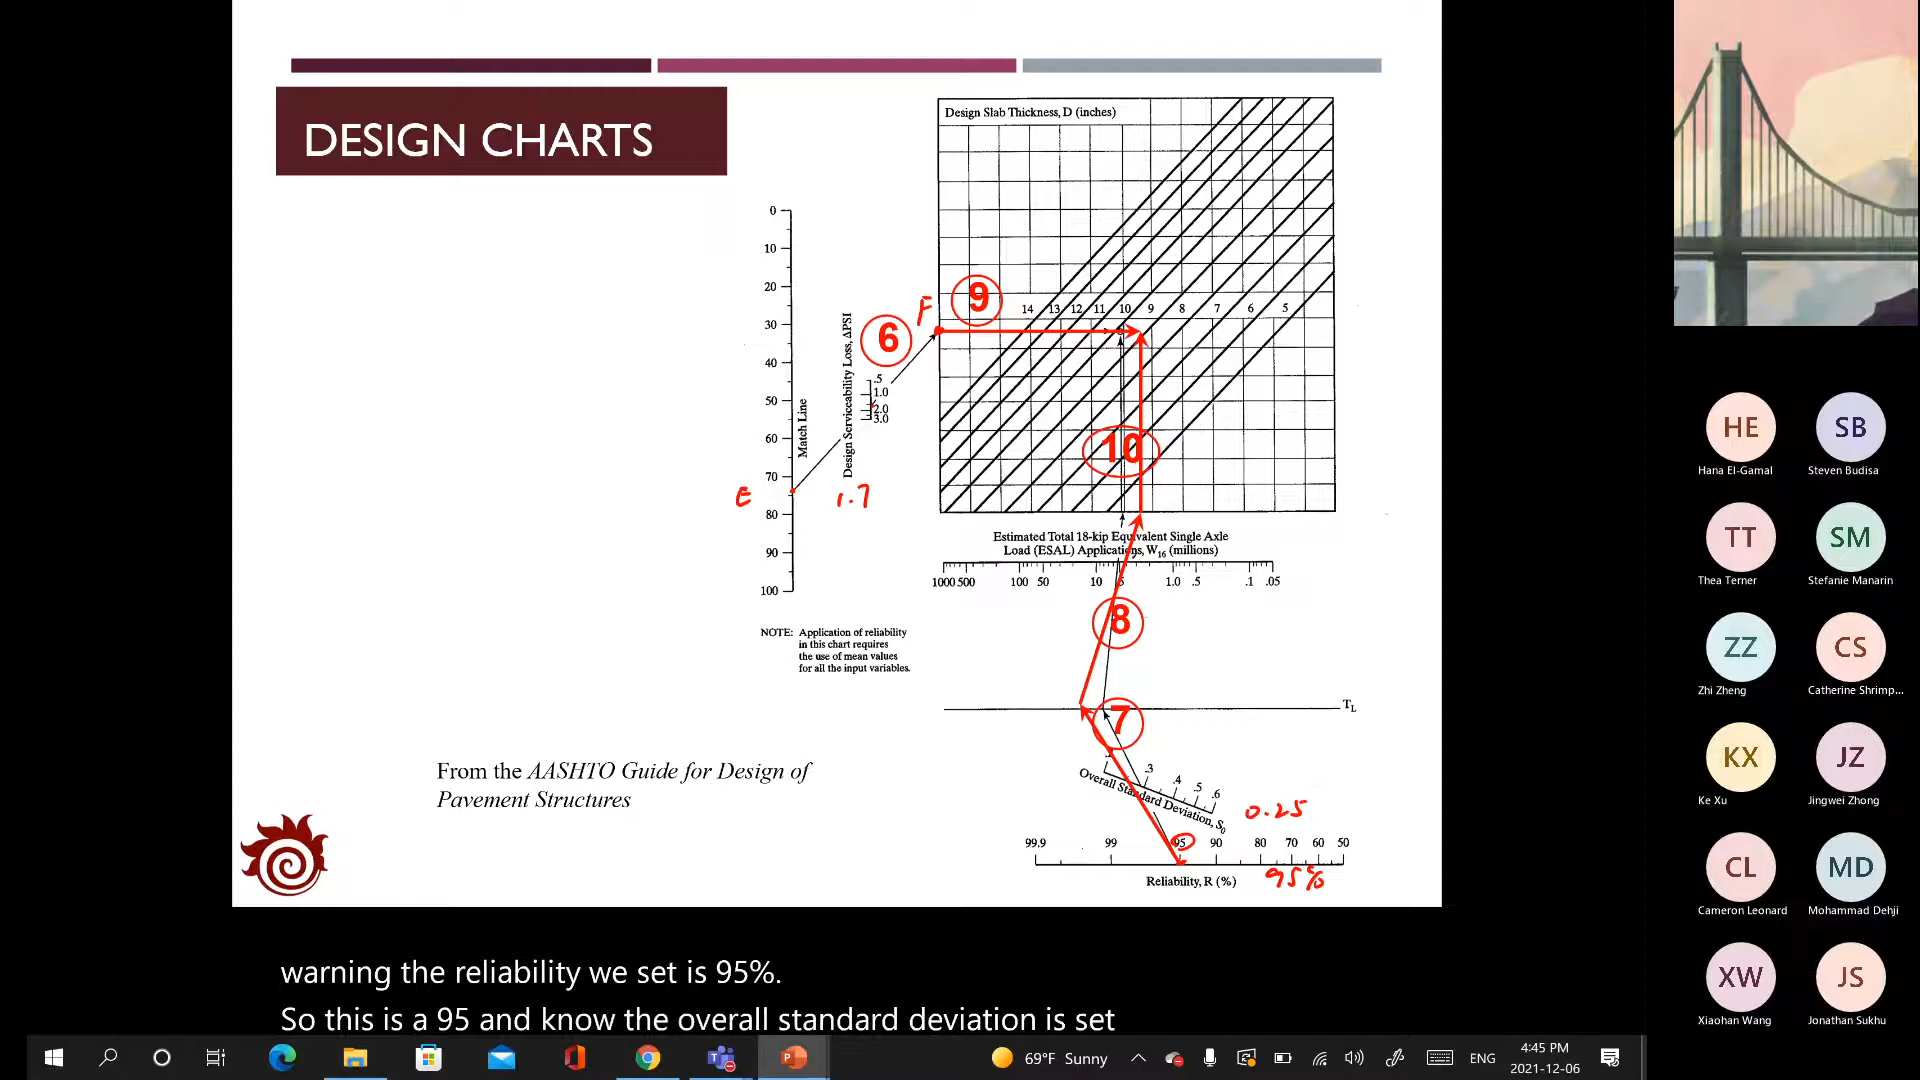 DESIGN CHARTS
Design Slab Thickness, D (inches)
0
10
20
30
40
50
60
70
80
90
100
Match Line
Design Serviceability Loss, ΔPSI
.5
1.0
2.0
3.0
E
1.7
6
F
9
14 13 12 11 10 9 8 7 6 5
10
Estimated Total 18-kip Equivalent Single Axle
Load (ESAL) Applications, W16 (millions)
1000 500 100 50 10 5 1.0 .5 .1 .05
8
NOTE: Application of reliability
in this chart requires
the use of mean values
for all the input variables.
7
TL
.2 .3 .4 .5 .6
Overall Standard Deviation, S0
0.25
99.9 99 95 90 80 70 60 50
Reliability, R (%)
95%
From the AASHTO Guide for Design of
Pavement Structures
warning the reliability we set is 95%.
So this is a 95 and know the overall standard deviation is set
HE SB
Hana El-Gamal Steven Budisa
TT SM
Thea Terner Stefanie Manarin
ZZ CS
Zhi Zheng Catherine Shrimp...
KX JZ
Ke Xu Jingwei Zhong
CL MD
Cameron Leonard Mohammad Dehji
XW JS
Xiaohan Wang Jonathan Sukhu
69°F Sunny
ENG
4:45 PM
2021-12-06